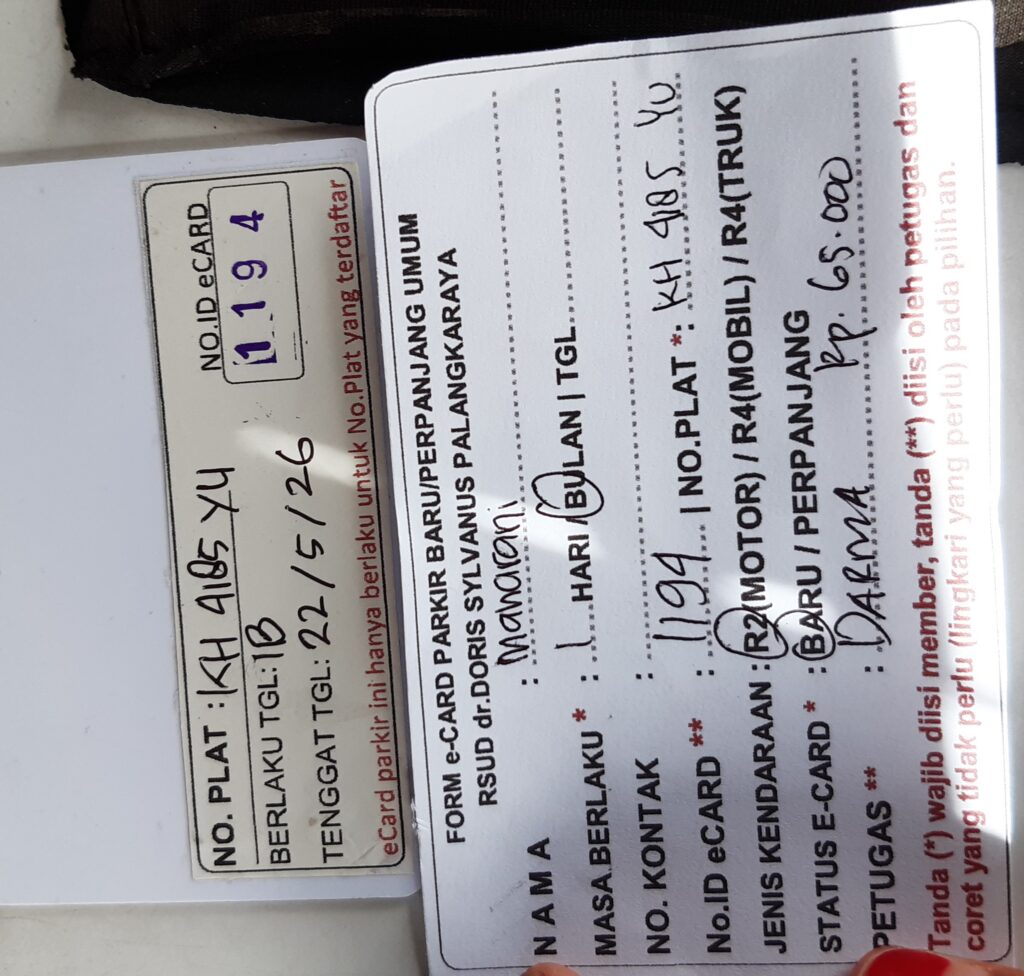 NO. PLAT : KH 4185 YU
NO.ID eCARD
1194
BERLAKU TGL: 1B
TENGGAT TGL: 22/5/26
eCard parkir ini hanya berlaku untuk No.Plat yang terdaftar
FORM e-CARD PARKIR BARU/PERPANJANG UMUM
RSUD dr.DORIS SYLVANUS PALANGKARAYA
N A M A : Maharani
MASA.BERLAKU * : 1 HARI / BULAN | TGL
NO. KONTAK :
No.ID eCARD ** : 1194 | NO.PLAT *: KH 4185 YU
JENIS KENDARAAN : R2(MOTOR) / R4(MOBIL) / R4(TRUK)
STATUS E-CARD * : BARU / PERPANJANG
PETUGAS ** : DARMA Rp. 65.000
Tanda (*) wajib diisi member, tanda (**) diisi oleh petugas dan
coret yang tidak perlu (lingkari yang perlu) pada pilihan.